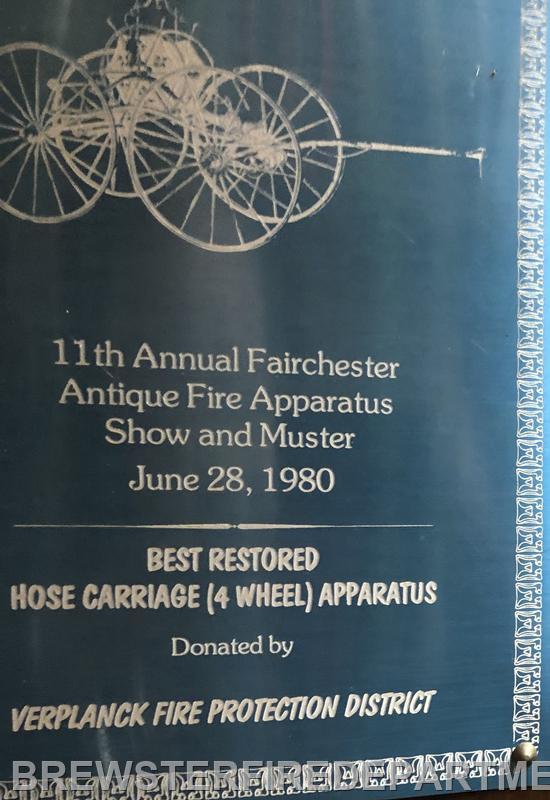 11th Annual Fairchester
Antique Fire Apparatus
Show and Muster
June 28, 1980
BEST RESTORED
HOSE CARRIAGE (4 WHEEL) APPARATUS
Donated by
VERPLANCK FIRE PROTECTION DISTRICT
BREWSTERFIREDEPARTME